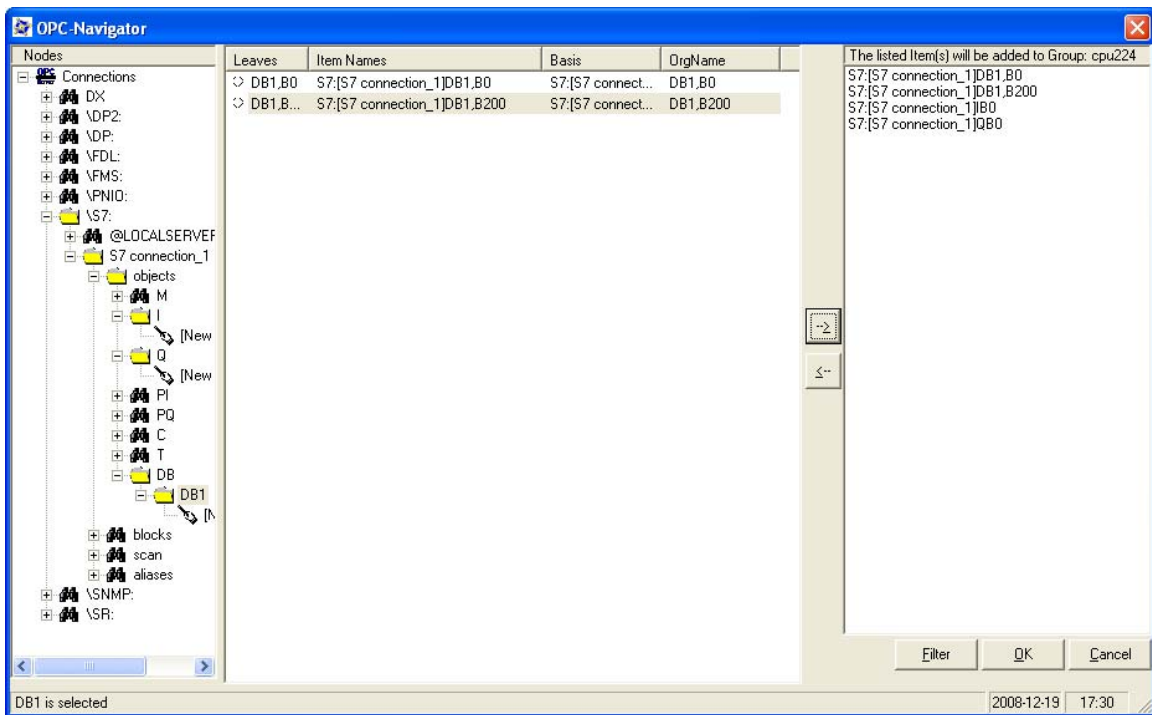 OPC-Navigator
Nodes
Connections
DX
\DP2:
\DP:
\FDL:
\FMS:
\PNIO:
\S7:
@LOCALSERVER
S7 connection_1
objects
M
I
[New
Q
[New
PI
PQ
C
T
DB
DB1
[N
blocks
scan
aliases
\SNMP:
\SR:
Leaves Item Names Basis OrgName
DB1,B0 S7:[S7 connection_1]DB1,B0 S7:[S7 connect... DB1,B0
DB1,B... S7:[S7 connection_1]DB1,B200 S7:[S7 connect... DB1,B200
-->
<--
The listed Item(s) will be added to Group: cpu224
S7:[S7 connection_1]DB1,B0
S7:[S7 connection_1]DB1,B200
S7:[S7 connection_1]IB0
S7:[S7 connection_1]QB0
Filter OK Cancel
DB1 is selected 2008-12-19 17:30